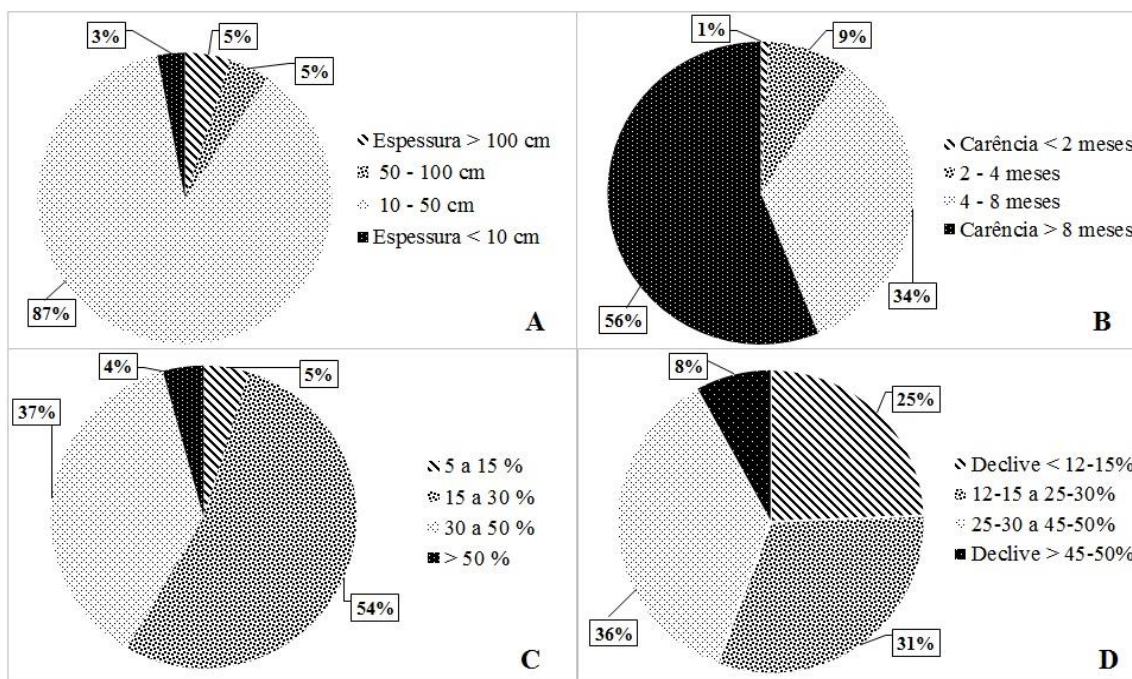 3%
5%
5%
87%
Espessura > 100 cm
50 - 100 cm
10 - 50 cm
Espessura < 10 cm
A
1%
9%
34%
56%
Carência < 2 meses
2 - 4 meses
4 - 8 meses
Carência > 8 meses
B
4%
5%
37%
54%
5 a 15 %
15 a 30 %
30 a 50 %
> 50 %
C
8%
25%
36%
31%
Declive < 12-15%
12-15 a 25-30%
25-30 a 45-50%
Declive > 45-50%
D